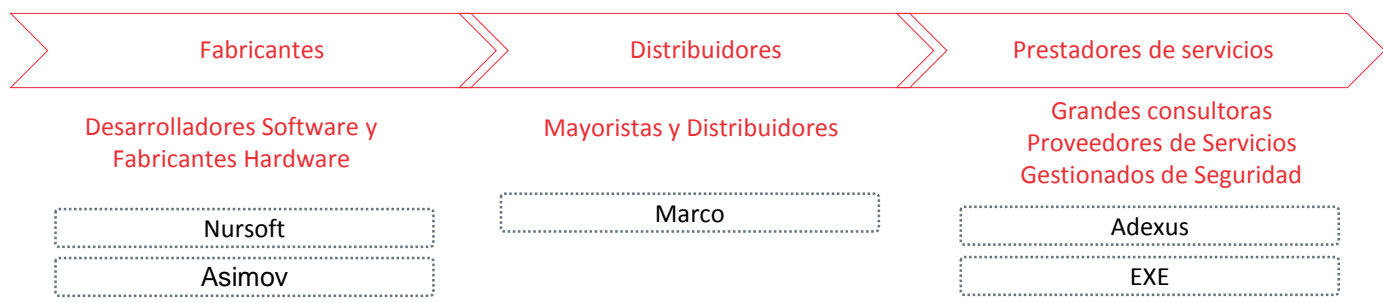 Fabricantes
Distribuidores
Prestadores de servicios
Desarrolladores Software y
Fabricantes Hardware
Mayoristas y Distribuidores
Grandes consultoras
Proveedores de Servicios
Gestionados de Seguridad
Nursoft
Asimov
Marco
Adexus
EXE